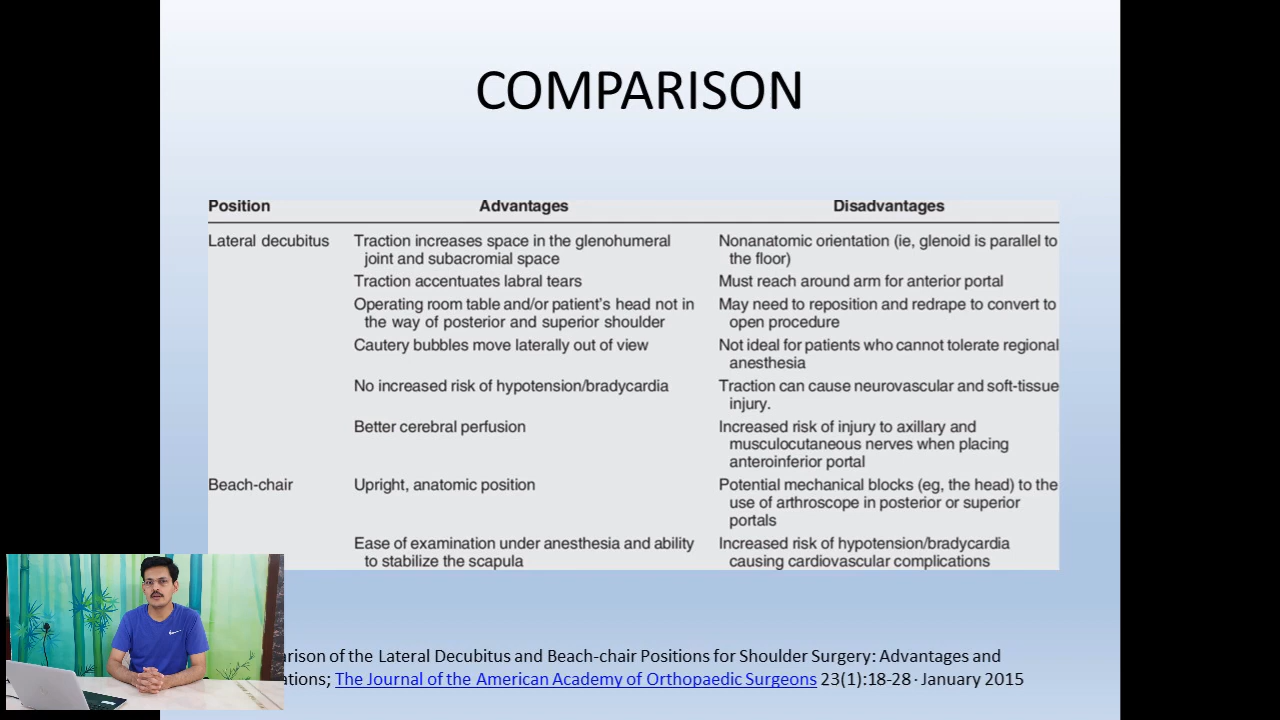 COMPARISON
Position Advantages Disadvantages
Lateral decubitus Traction increases space in the glenohumeral Nonanatomic orientation (ie, glenoid is parallel to
joint and subacromial space the floor)
Traction accentuates labral tears Must reach around arm for anterior portal
Operating room table and/or patient's head not in May need to reposition and redrape to convert to
the way of posterior and superior shoulder open procedure
Cautery bubbles move laterally out of view Not ideal for patients who cannot tolerate regional
anesthesia
No increased risk of hypotension/bradycardia Traction can cause neurovascular and soft-tissue
injury.
Better cerebral perfusion Increased risk of injury to axillary and
musculocutaneous nerves when placing
anteroinferior portal
Beach-chair Upright, anatomic position Potential mechanical blocks (eg, the head) to the
use of arthroscope in posterior or superior
portals
Ease of examination under anesthesia and ability Increased risk of hypotension/bradycardia
to stabilize the scapula causing cardiovascular complications
of the Lateral Decubitus and Beach-chair Positions for Shoulder Surgery: Advantages and
The Journal of the American Academy of Orthopaedic Surgeons 23(1):18-28 · January 2015